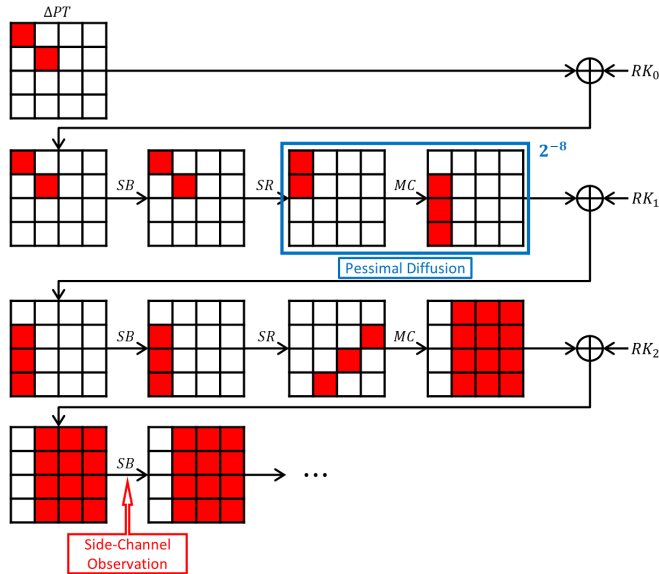 ΔPT
RK₀
2⁻⁸
SB
SR
MC
RK₁
Pessimal Diffusion
SB
SR
MC
RK₂
SB
...
Side-Channel
Observation